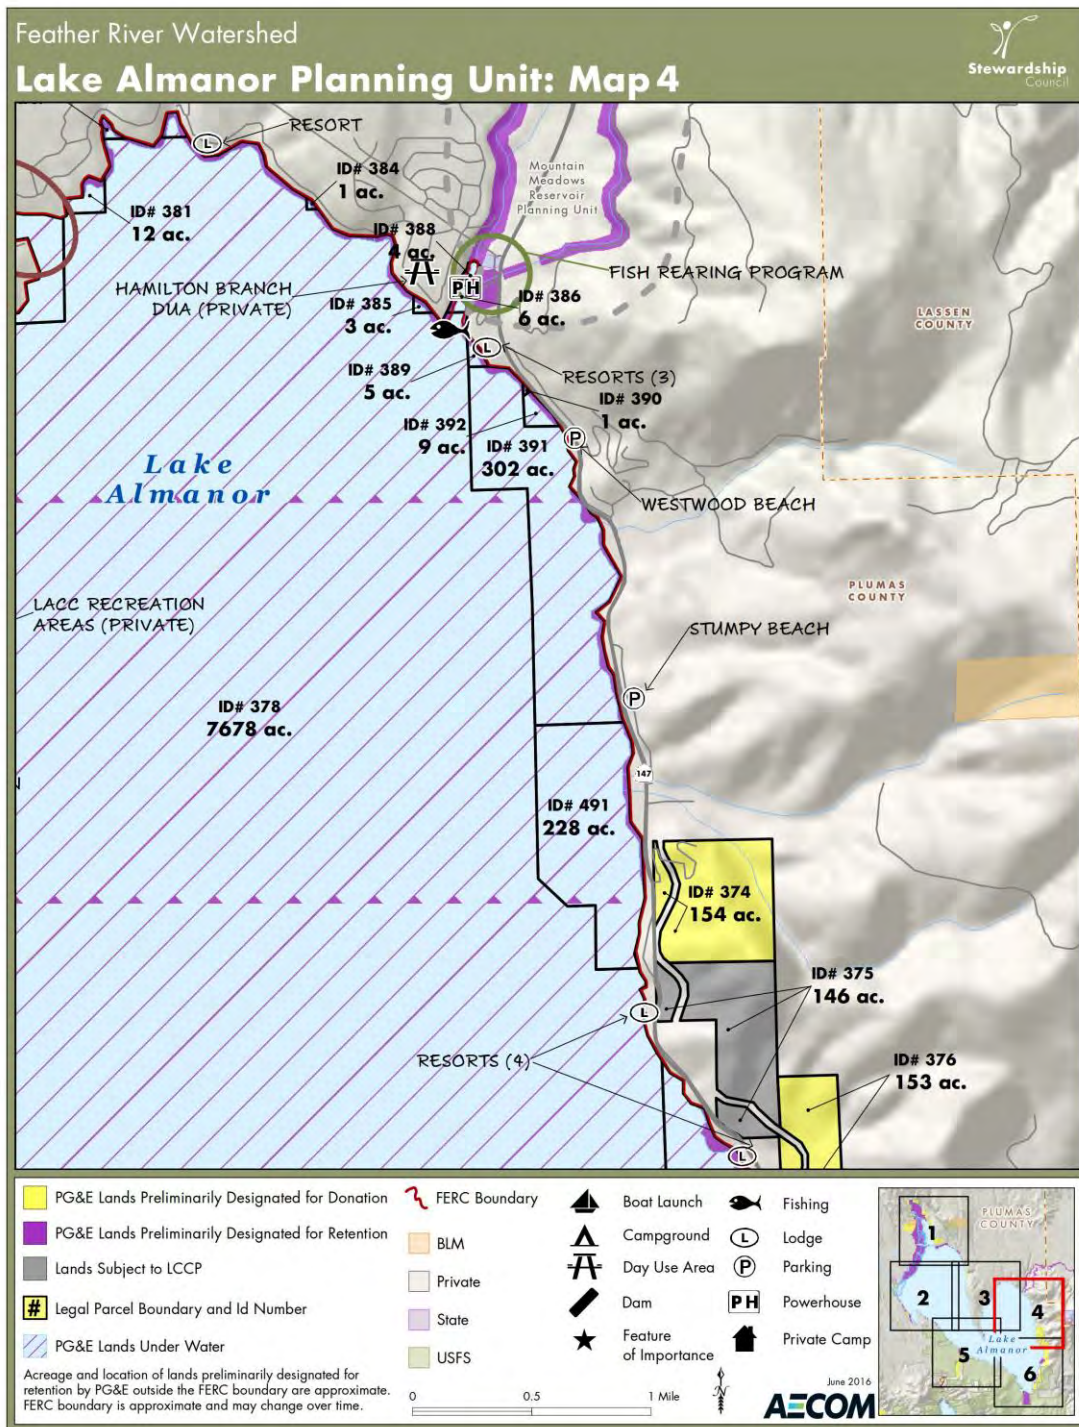 Feather River Watershed
Lake Almanor Planning Unit: Map 4
Stewardship
Council
RESORT
ID# 384
1 ac.
Mountain
Meadows
Reservoir
Planning Unit
ID# 381
12 ac.
ID# 388
4 ac.
FISH REARING PROGRAM
HAMILTON BRANCH
DUA (PRIVATE)
PH
ID# 385
3 ac.
ID# 386
6 ac.
LASSEN
COUNTY
L
L
ID# 389
5 ac.
RESORTS (3)
ID# 390
1 ac.
ID# 392
9 ac.
ID# 391
302 ac.
P
Lake
Almanor
WESTWOOD BEACH
PLUMAS
COUNTY
LACC RECREATION
AREAS (PRIVATE)
STUMPY BEACH
P
ID# 378
7678 ac.
147
ID# 491
228 ac.
ID# 374
154 ac.
ID# 375
146 ac.
L
RESORTS (4)
ID# 376
153 ac.
L
PG&E Lands Preliminarily Designated for Donation
PG&E Lands Preliminarily Designated for Retention
Lands Subject to LCCP
# Legal Parcel Boundary and Id Number
PG&E Lands Under Water
Acreage and location of lands preliminarily designated for
retention by PG&E outside the FERC boundary are approximate.
FERC boundary is approximate and may change over time.
FERC Boundary
BLM
Private
State
USFS
Boat Launch
Campground
Day Use Area
Dam
Feature
of Importance
Fishing
L Lodge
P Parking
PH Powerhouse
Private Camp
0 0.5 1 Mile
N
June 2016
AECOM
PLUMAS
COUNTY
1
2
3
4
Lake
Almanor
5
6